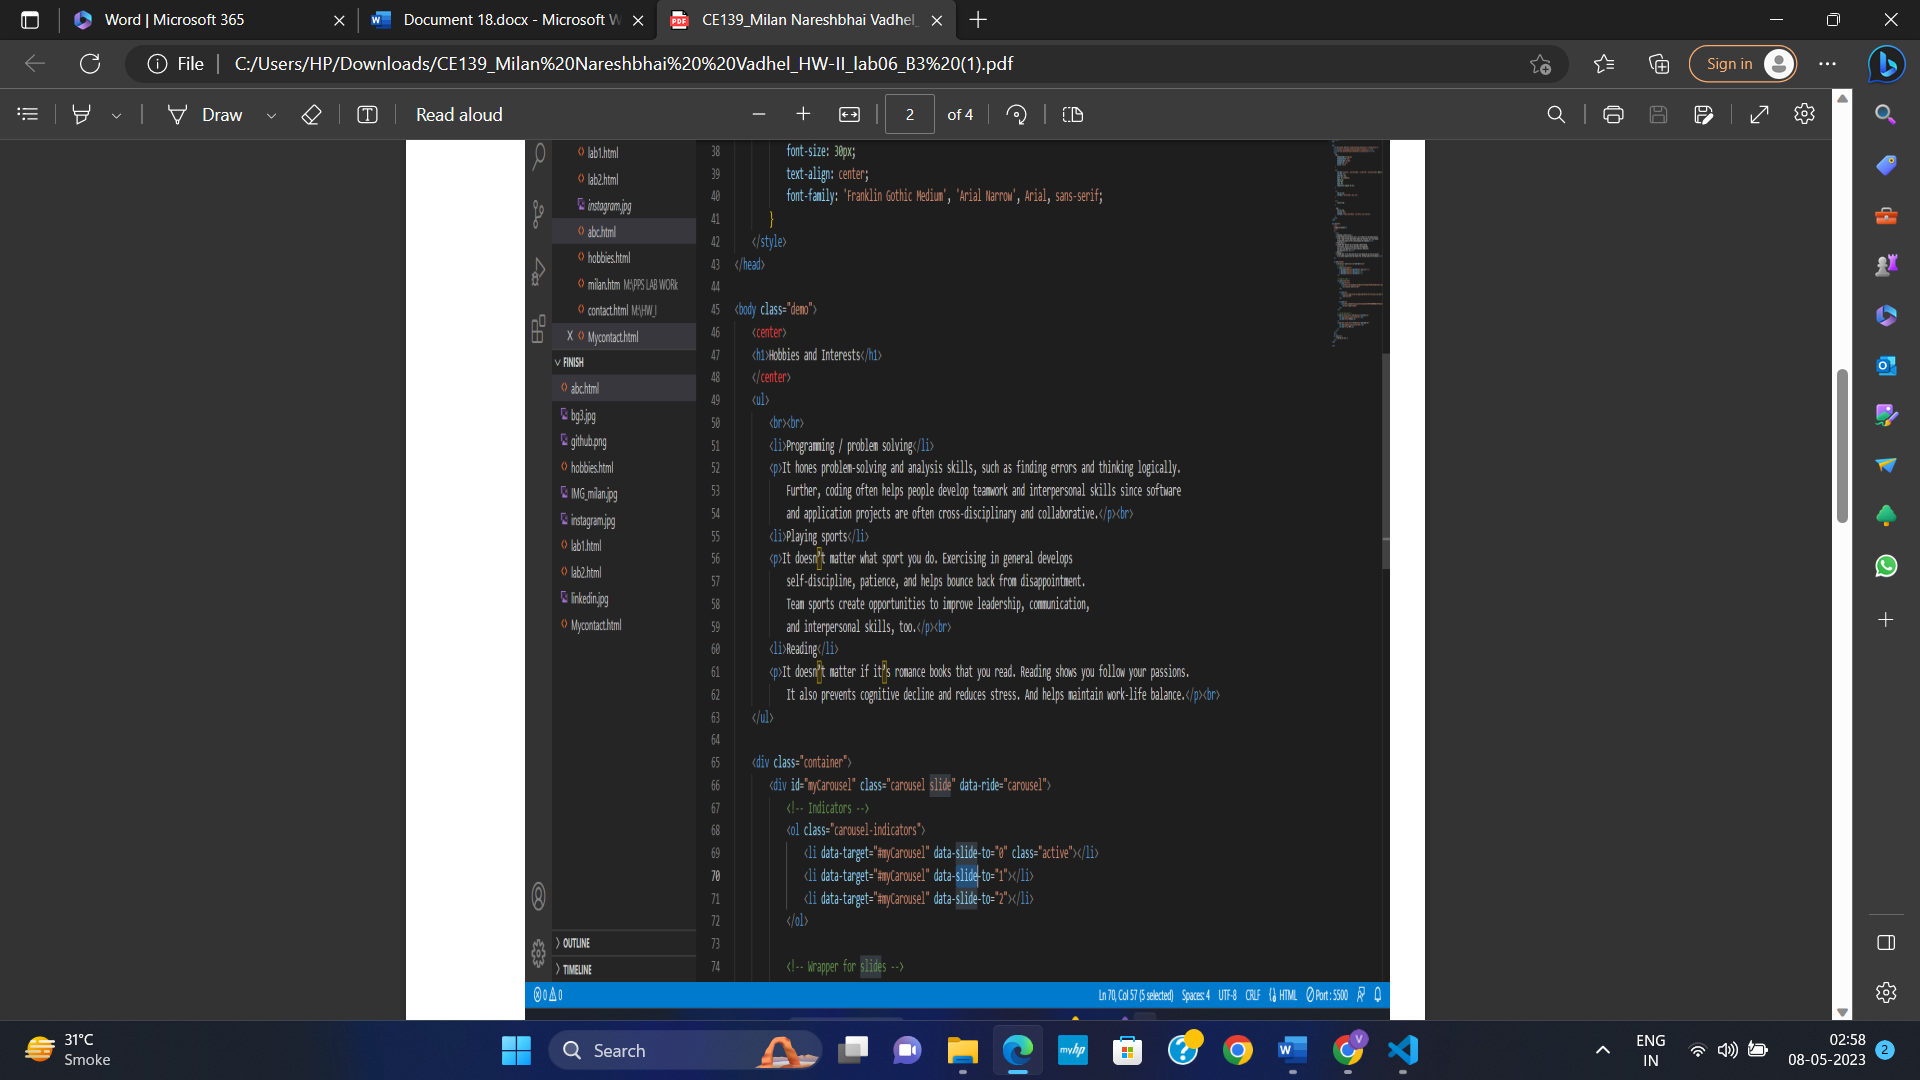 Word | Microsoft 365
Document 18.docx - Microsoft W
CE139_Milan Nareshbhai Vadhel_
File
C:/Users/HP/Downloads/CE139_Milan%20Nareshbhai%20%20Vadhel_HW-II_lab06_B3%20(1).pdf
Sign in
Draw
Read aloud
2 of 4
lab1.html
lab2.html
instagram.jpg
abc.html
hobbies.html
milan.htm M:\PPS LAB WORk
contact.html M:\HW_I
X Mycontact.html
FINISH
abc.html
bg3.jpg
github.png
hobbies.html
IMG_milan.jpg
instagram.jpg
lab1.html
lab2.html
linkedin.jpg
Mycontact.html
OUTLINE
TIMELINE
38 font-size: 30px;
39 text-align: center;
40 font-family: 'Franklin Gothic Medium', 'Arial Narrow', Arial, sans-serif;
41 }
42 </style>
43 </head>
44
45 <body class="demo">
46 <center>
47 <h1>Hobbies and Interests</h1>
48 </center>
49 <ul>
50 <br><br>
51 <li>Programming / problem solving</li>
52 <p>It hones problem-solving and analysis skills, such as finding errors and thinking logically.
53 Further, coding often helps people develop teamwork and interpersonal skills since software
54 and application projects are often cross-disciplinary and collaborative.</p><br>
55 <li>Playing sports</li>
56 <p>It doesn’t matter what sport you do. Exercising in general develops
57 self-discipline, patience, and helps bounce back from disappointment.
58 Team sports create opportunities to improve leadership, communication,
59 and interpersonal skills, too.</p><br>
60 <li>Reading</li>
61 <p>It doesn’t matter if it’s romance books that you read. Reading shows you follow your passions.
62 It also prevents cognitive decline and reduces stress. And helps maintain work-life balance.</p><br>
63 </ul>
64
65 <div class="container">
66 <div id="myCarousel" class="carousel slide" data-ride="carousel">
67 <!-- Indicators -->
68 <ol class="carousel-indicators">
69 <li data-target="#myCarousel" data-slide-to="0" class="active"></li>
70 <li data-target="#myCarousel" data-slide-to="1"></li>
71 <li data-target="#myCarousel" data-slide-to="2"></li>
72 </ol>
73
74 <!-- Wrapper for slides -->
0 0 Ln 70, Col 57 (5 selected) Spaces: 4 UTF-8 CRLF HTML Port : 5500
31°C
Smoke
Search
myhp
V
ENG
IN
02:58
08-05-2023
2